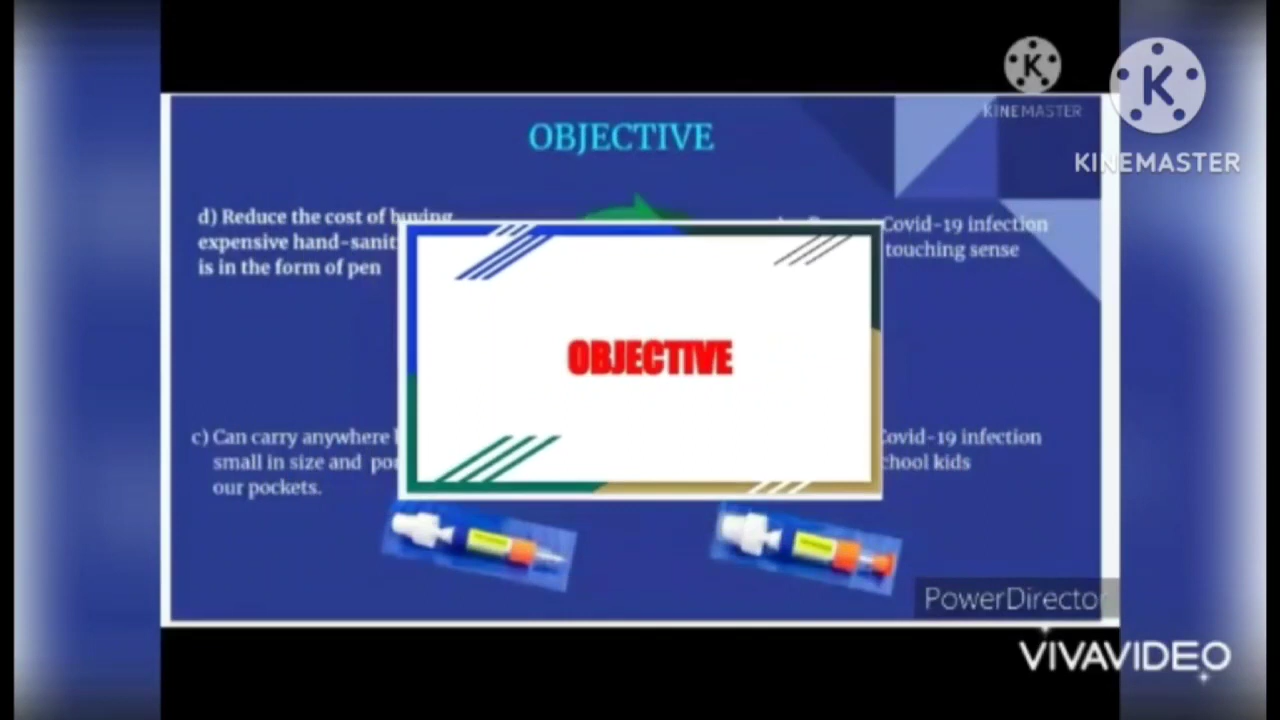 KINEMASTER
KINEMASTER
OBJECTIVE
d) Reduce the cost of buying
expensive hand-sanit
is in the form of pen
Covid-19 infection
touching sense
OBJECTIVE
c) Can carry anywhere
small in size and
our pockets.
Covid-19 infection
kids
PowerDirector
VIVAVIDEO